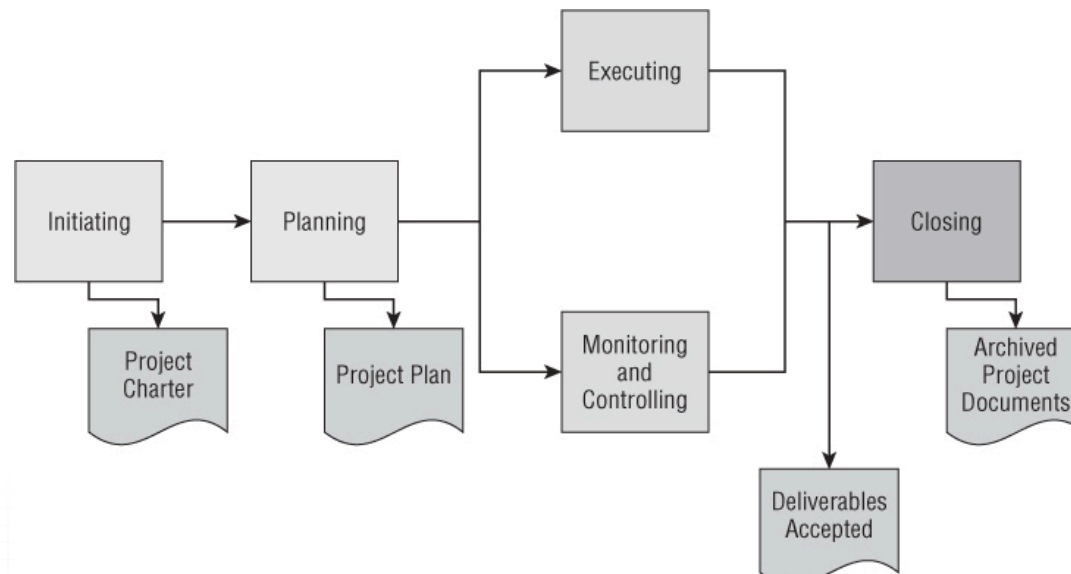 Executing
Initiating
Planning
Closing
Project
Charter
Project Plan
Monitoring
and
Controlling
Archived
Project
Documents
Deliverables
Accepted